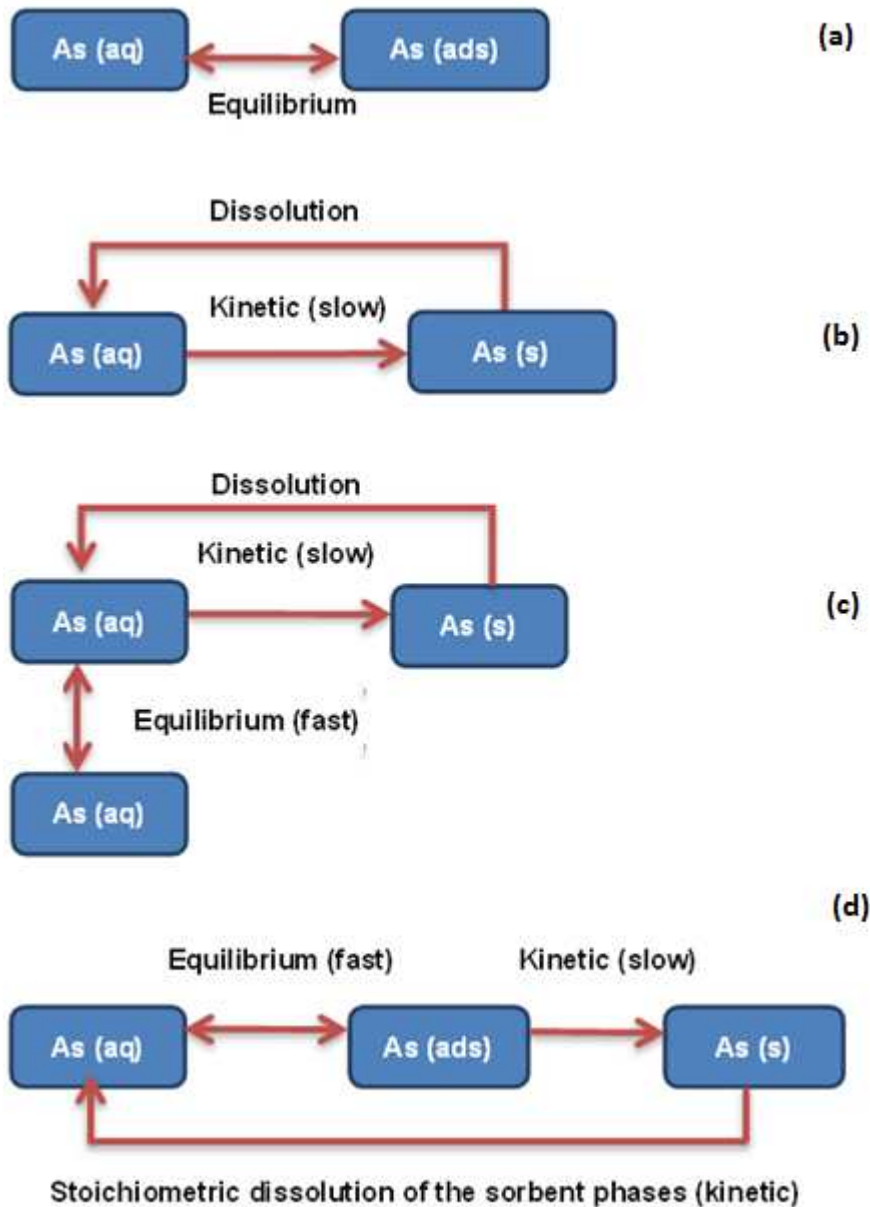 As (aq)
As (ads)
(a)
Equilibrium
Dissolution
Kinetic (slow)
(b)
As (aq)
As (s)
Dissolution
Kinetic (slow)
(c)
As (aq)
As (s)
Equilibrium (fast)
As (aq)
(d)
Equilibrium (fast)
Kinetic (slow)
As (aq)
As (ads)
As (s)
Stoichiometric dissolution of the sorbent phases (kinetic)